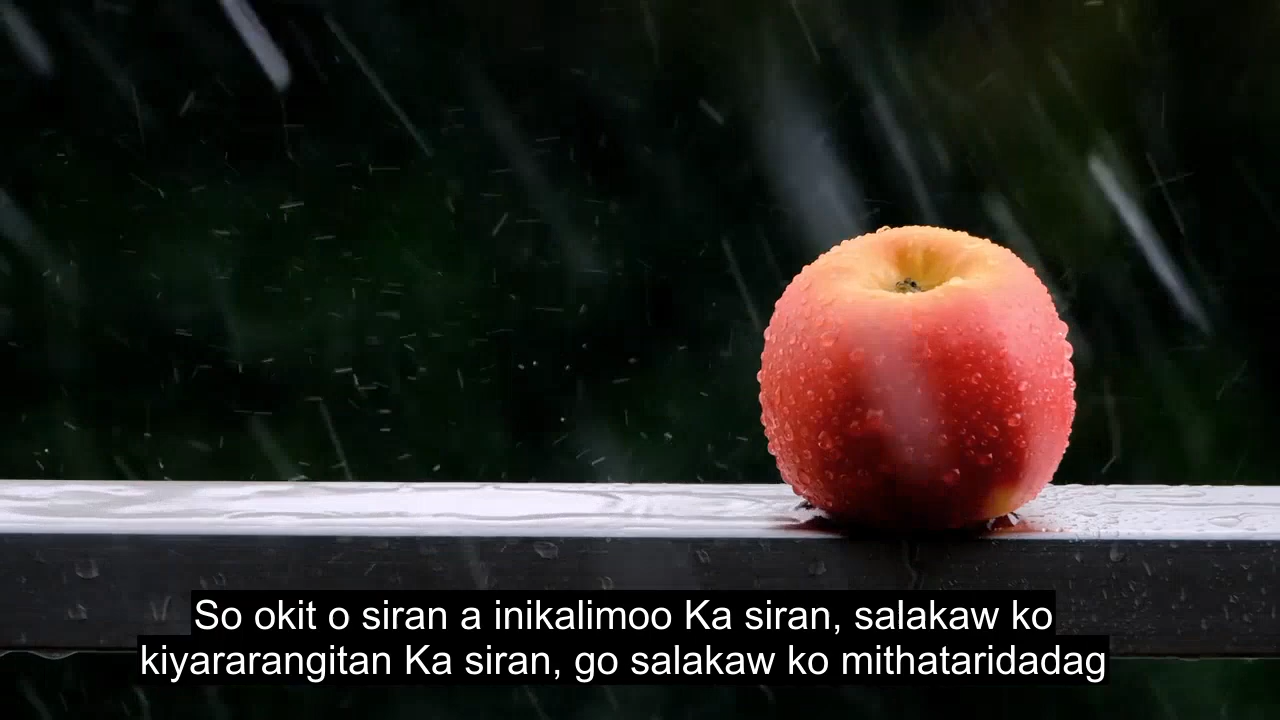 So okit o siran a inikalimoo Ka siran, salakaw ko
kiyararangitan Ka siran, go salakaw ko mithataridadag